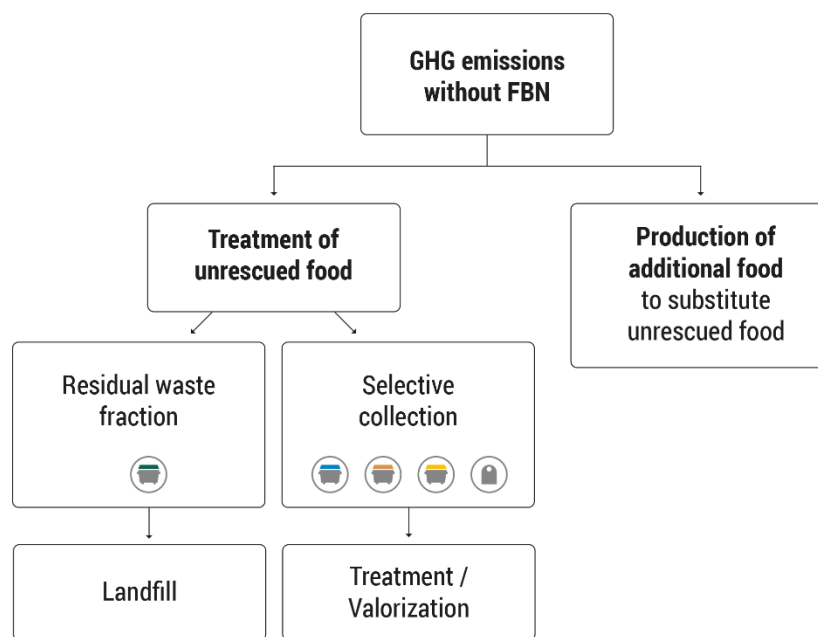 GHG emissions
without FBN
Treatment of
unrescued food
Production of
additional food
to substitute
unrescued food
Residual waste
fraction
Selective
collection
Landfill
Treatment /
Valorization